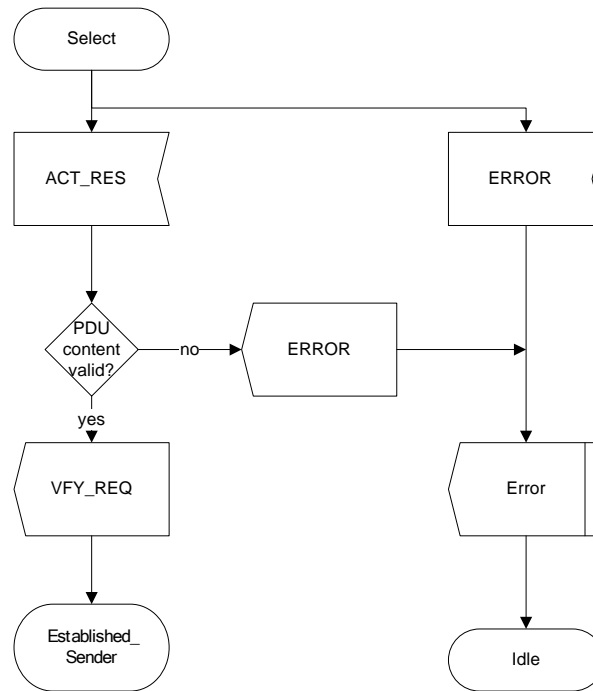 Select
ACT_RES
ERROR
PDU
content
valid?
no
ERROR
yes
VFY_REQ
Error
Established_
Sender
Idle